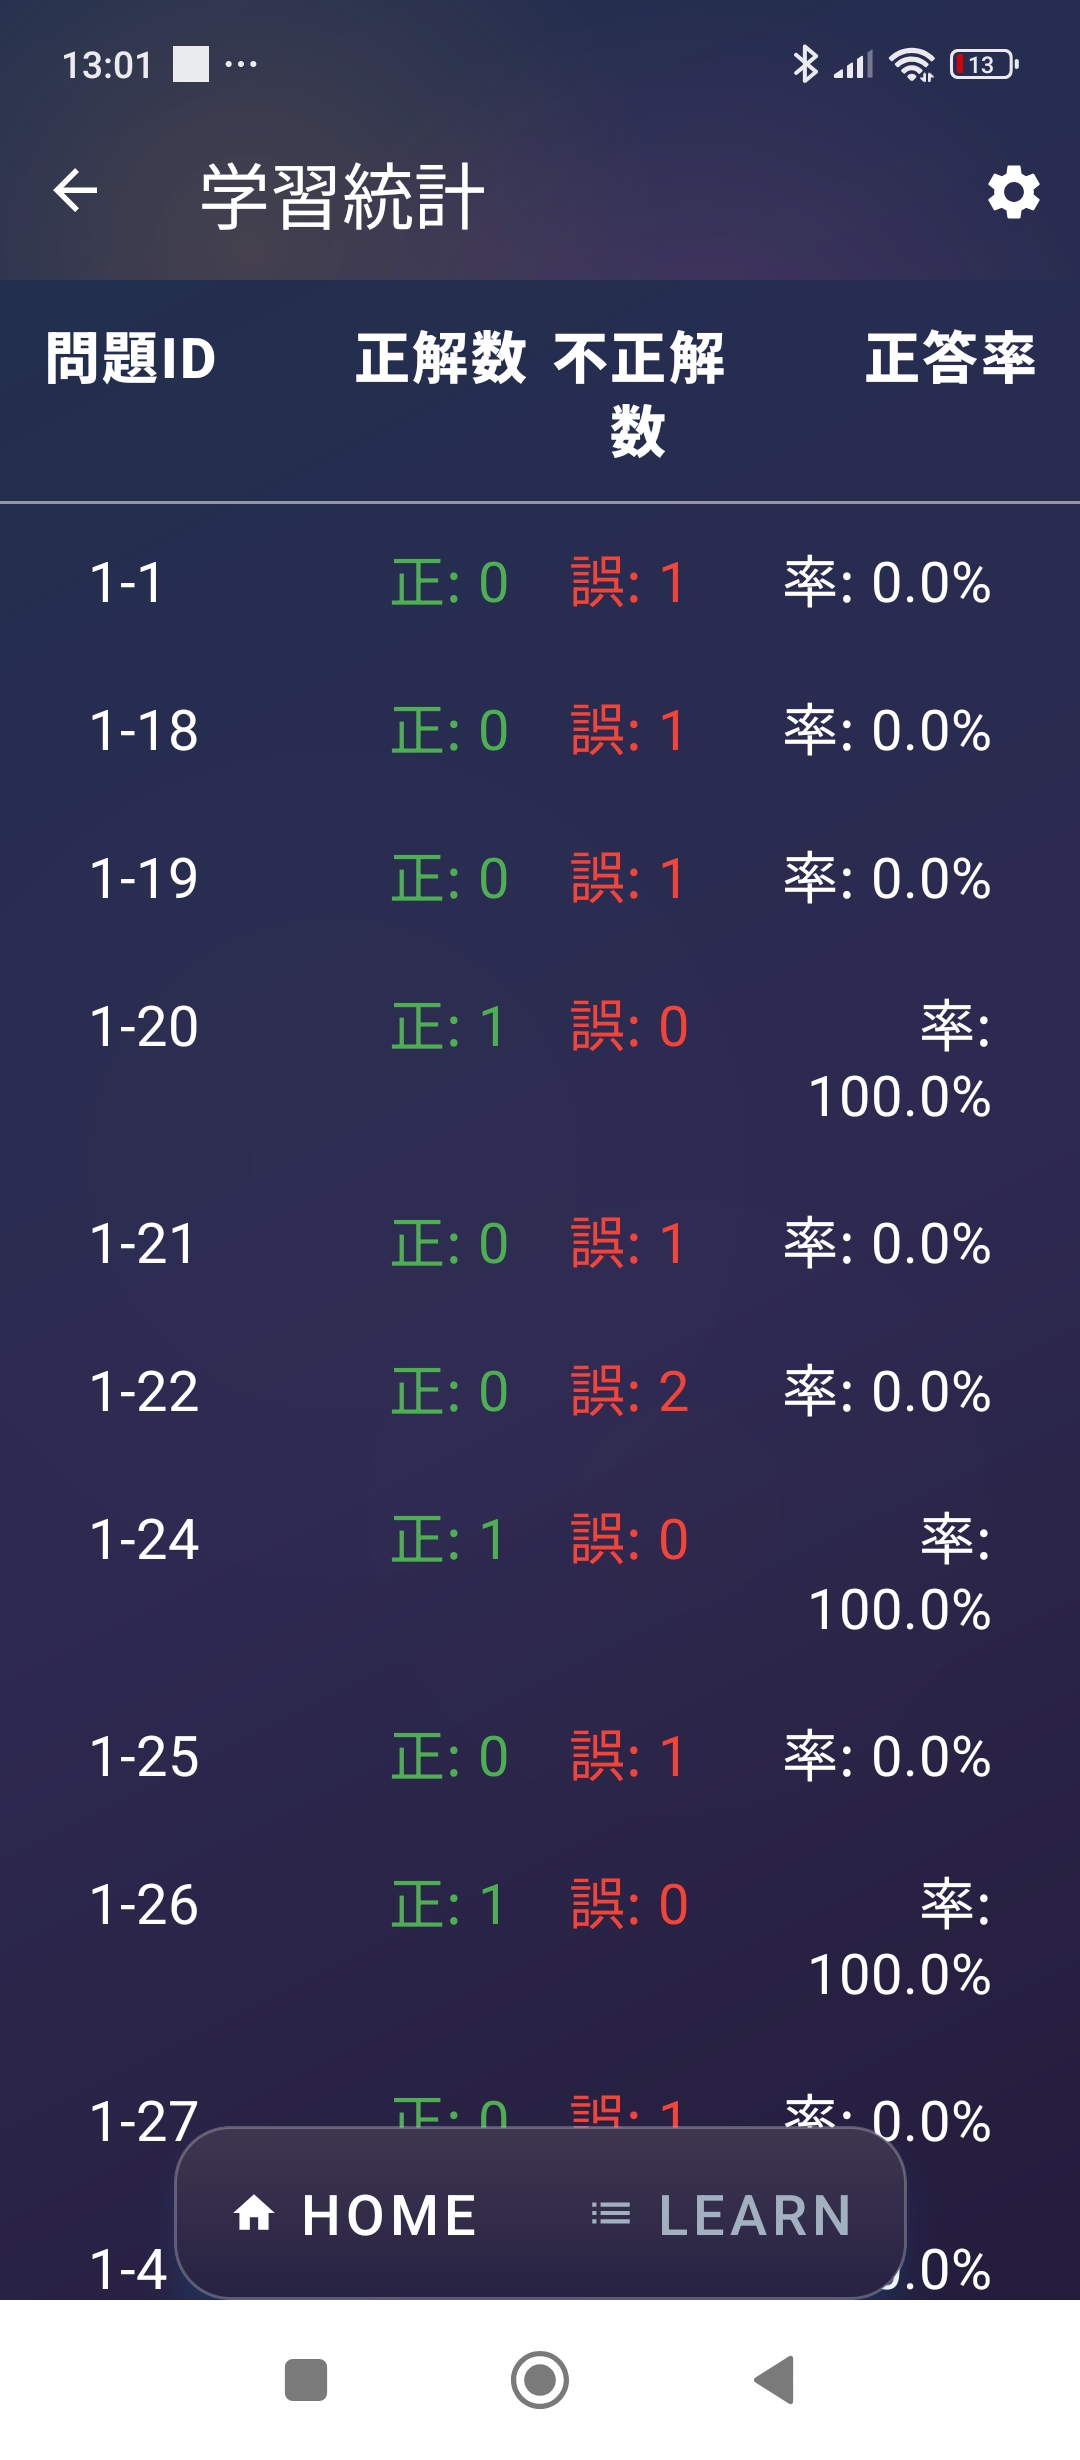 13:01 ... 13
学習統計
問題ID 正解数 不正解数 正答率
1-1 正: 0 誤: 1 率: 0.0%
1-18 正: 0 誤: 1 率: 0.0%
1-19 正: 0 誤: 1 率: 0.0%
1-20 正: 1 誤: 0 率: 100.0%
1-21 正: 0 誤: 1 率: 0.0%
1-22 正: 0 誤: 2 率: 0.0%
1-24 正: 1 誤: 0 率: 100.0%
1-25 正: 0 誤: 1 率: 0.0%
1-26 正: 1 誤: 0 率: 100.0%
1-27 正: 0 誤: 1 率: 0.0%
HOME LEARN
1-4 0.0%